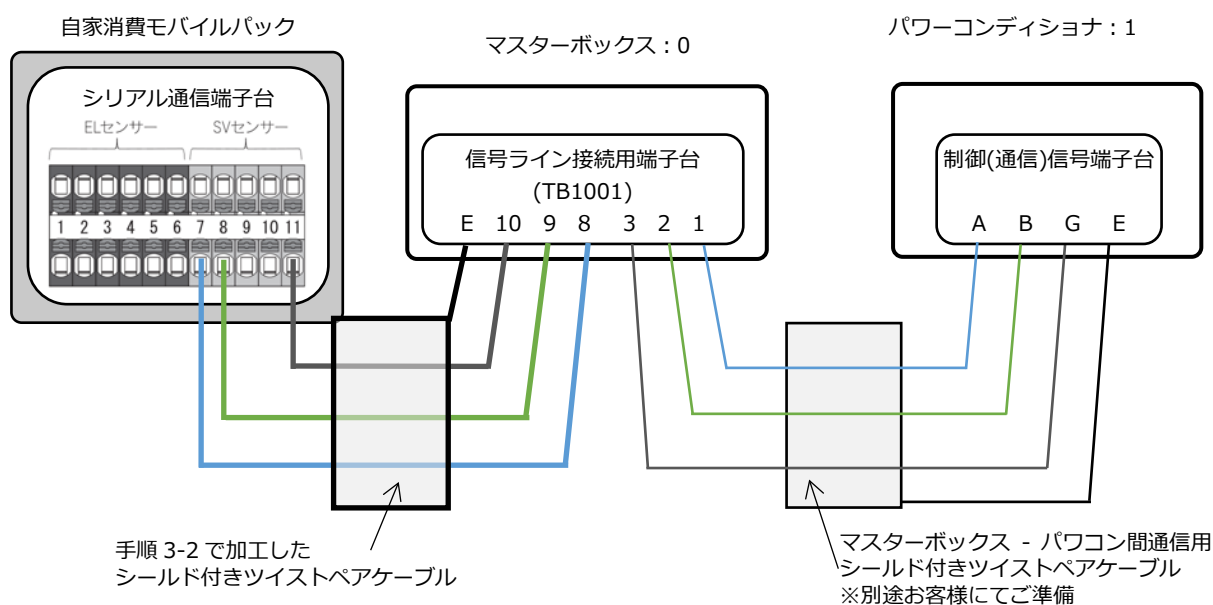 自家消費モバイルパック
マスターボックス：0
パワーコンディショナ：1
シリアル通信端子台
ELセンサー SVセンサー
1 2 3 4 5 6 7 8 9 10 11
信号ライン接続用端子台
(TB1001)
E 10 9 8 3 2 1
制御(通信)信号端子台
A B G E
手順 3-2 で加工した
シールド付きツイストペアケーブル
マスターボックス - パワコン間通信用
シールド付きツイストペアケーブル
※別途お客様にてご準備